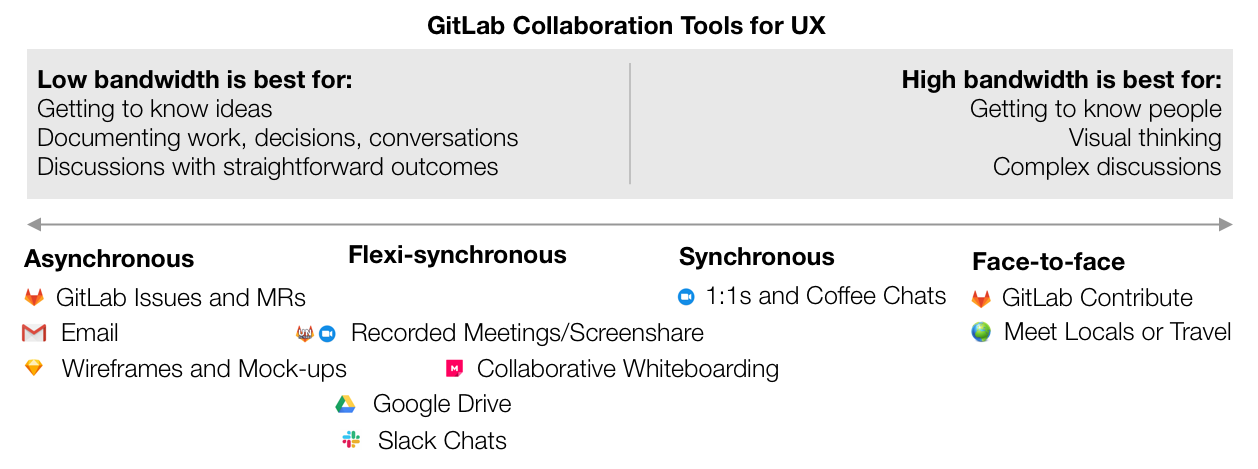 GitLab Collaboration Tools for UX
Low bandwidth is best for:
Getting to know ideas
Documenting work, decisions, conversations
Discussions with straightforward outcomes
High bandwidth is best for:
Getting to know people
Visual thinking
Complex discussions
Asynchronous
GitLab Issues and MRs
Email
Wireframes and Mock-ups
Flexi-synchronous
Recorded Meetings/Screenshare
Collaborative Whiteboarding
Google Drive
Slack Chats
Synchronous
1:1s and Coffee Chats
Face-to-face
GitLab Contribute
Meet Locals or Travel